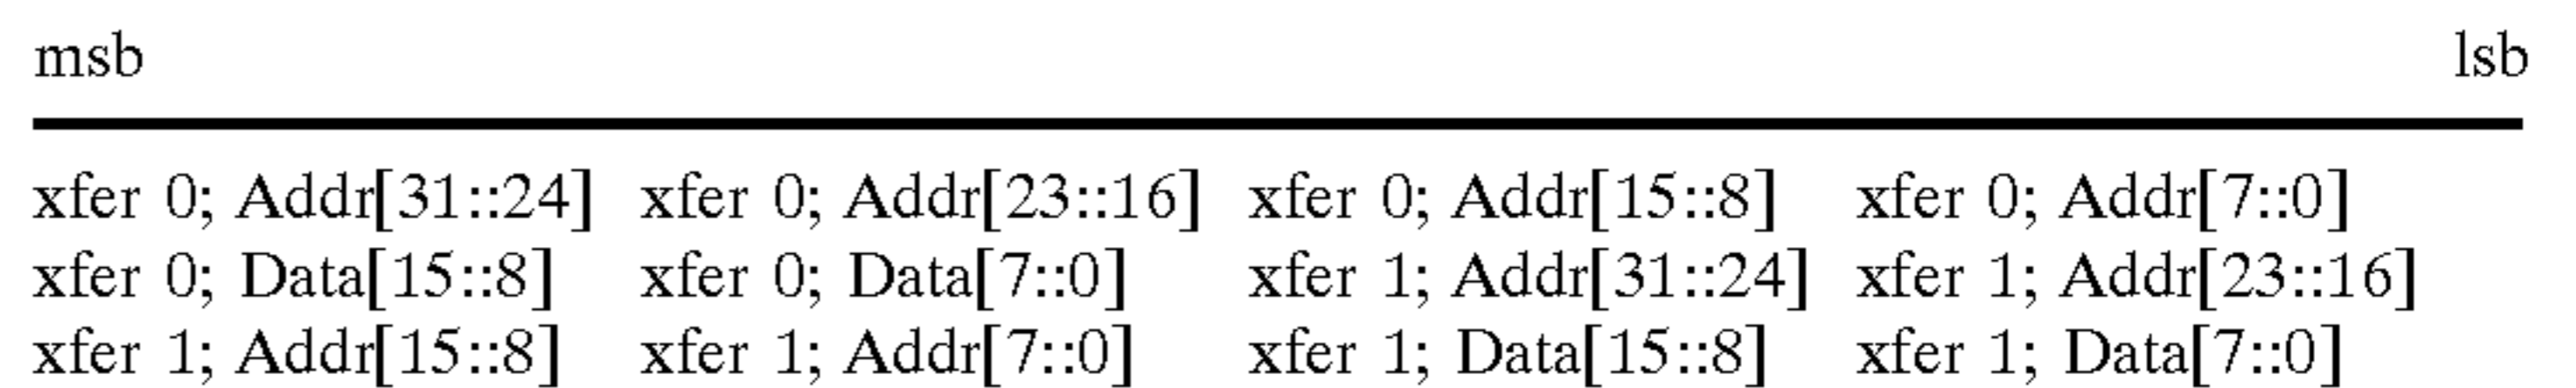 msb lsb
xfer 0; Addr[31::24] xfer 0; Addr[23::16] xfer 0; Addr[15::8] xfer 0; Addr[7::0]
xfer 0; Data[15::8] xfer 0; Data[7::0] xfer 1; Addr[31::24] xfer 1; Addr[23::16]
xfer 1; Addr[15::8] xfer 1; Addr[7::0] xfer 1; Data[15::8] xfer 1; Data[7::0]